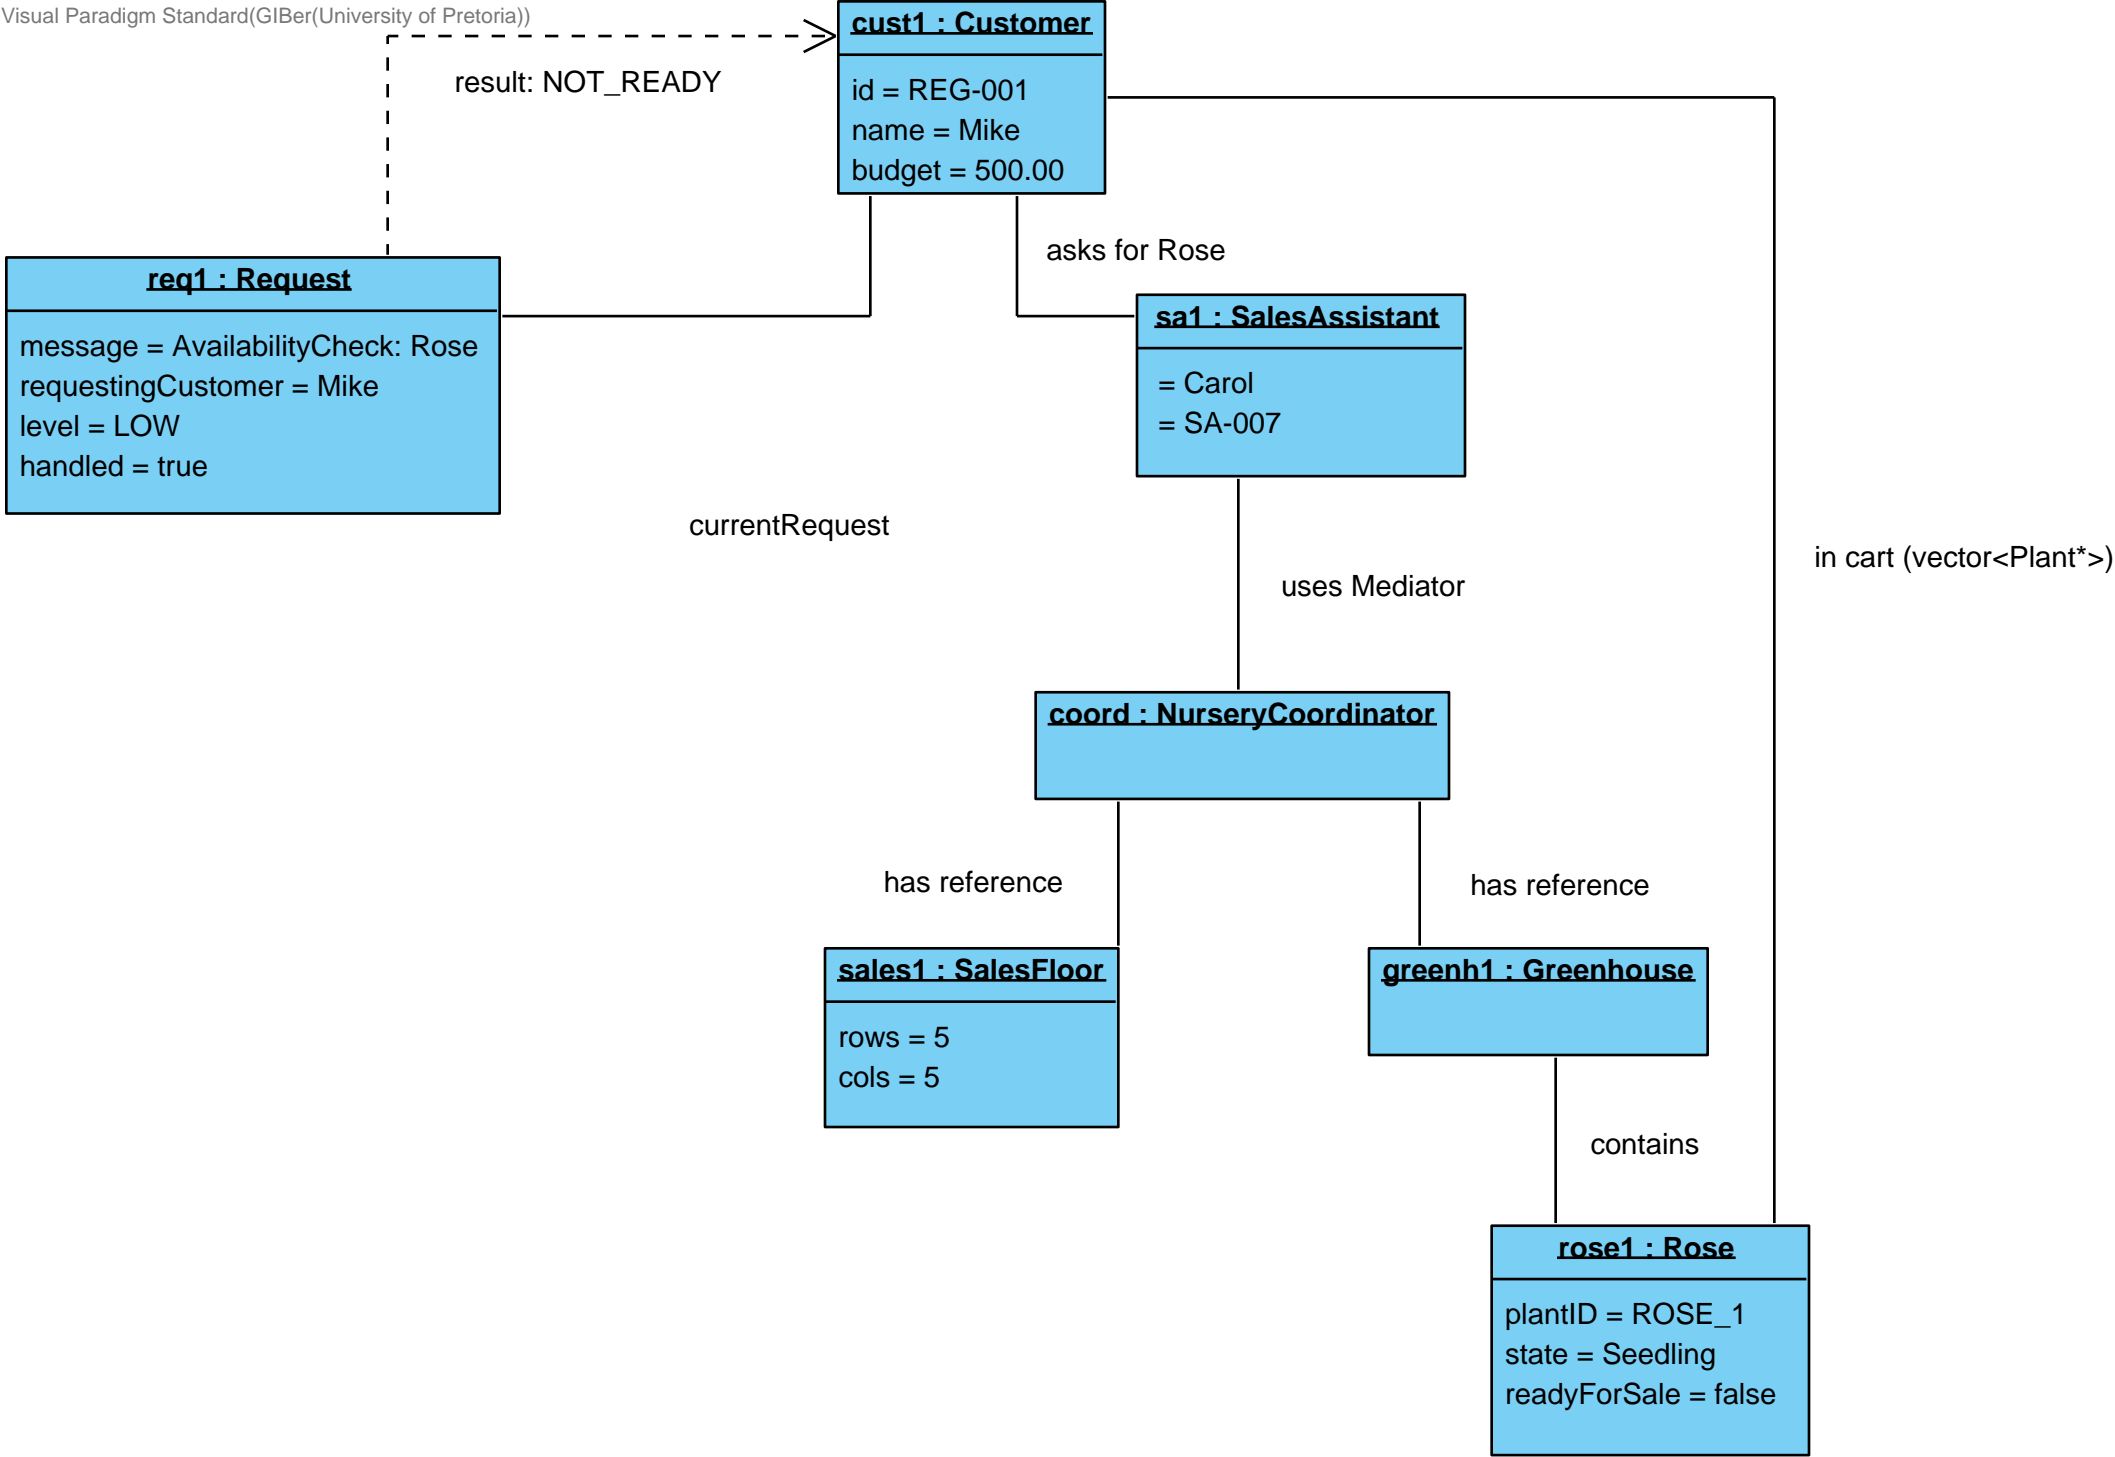 Visual Paradigm Standard(GIBer(University of Pretoria))
cust1 : Customer
id = REG-001
name = Mike
budget = 500.00
result: NOT_READY
asks for Rose
req1 : Request
message = AvailabilityCheck: Rose
requestingCustomer = Mike
level = LOW
handled = true
sa1 : SalesAssistant
= Carol
= SA-007
currentRequest
in cart (vector<Plant*>)
uses Mediator
coord : NurseryCoordinator
has reference
has reference
sales1 : SalesFloor
rows = 5
cols = 5
greenh1 : Greenhouse
contains
rose1 : Rose
plantID = ROSE_1
state = Seedling
readyForSale = false